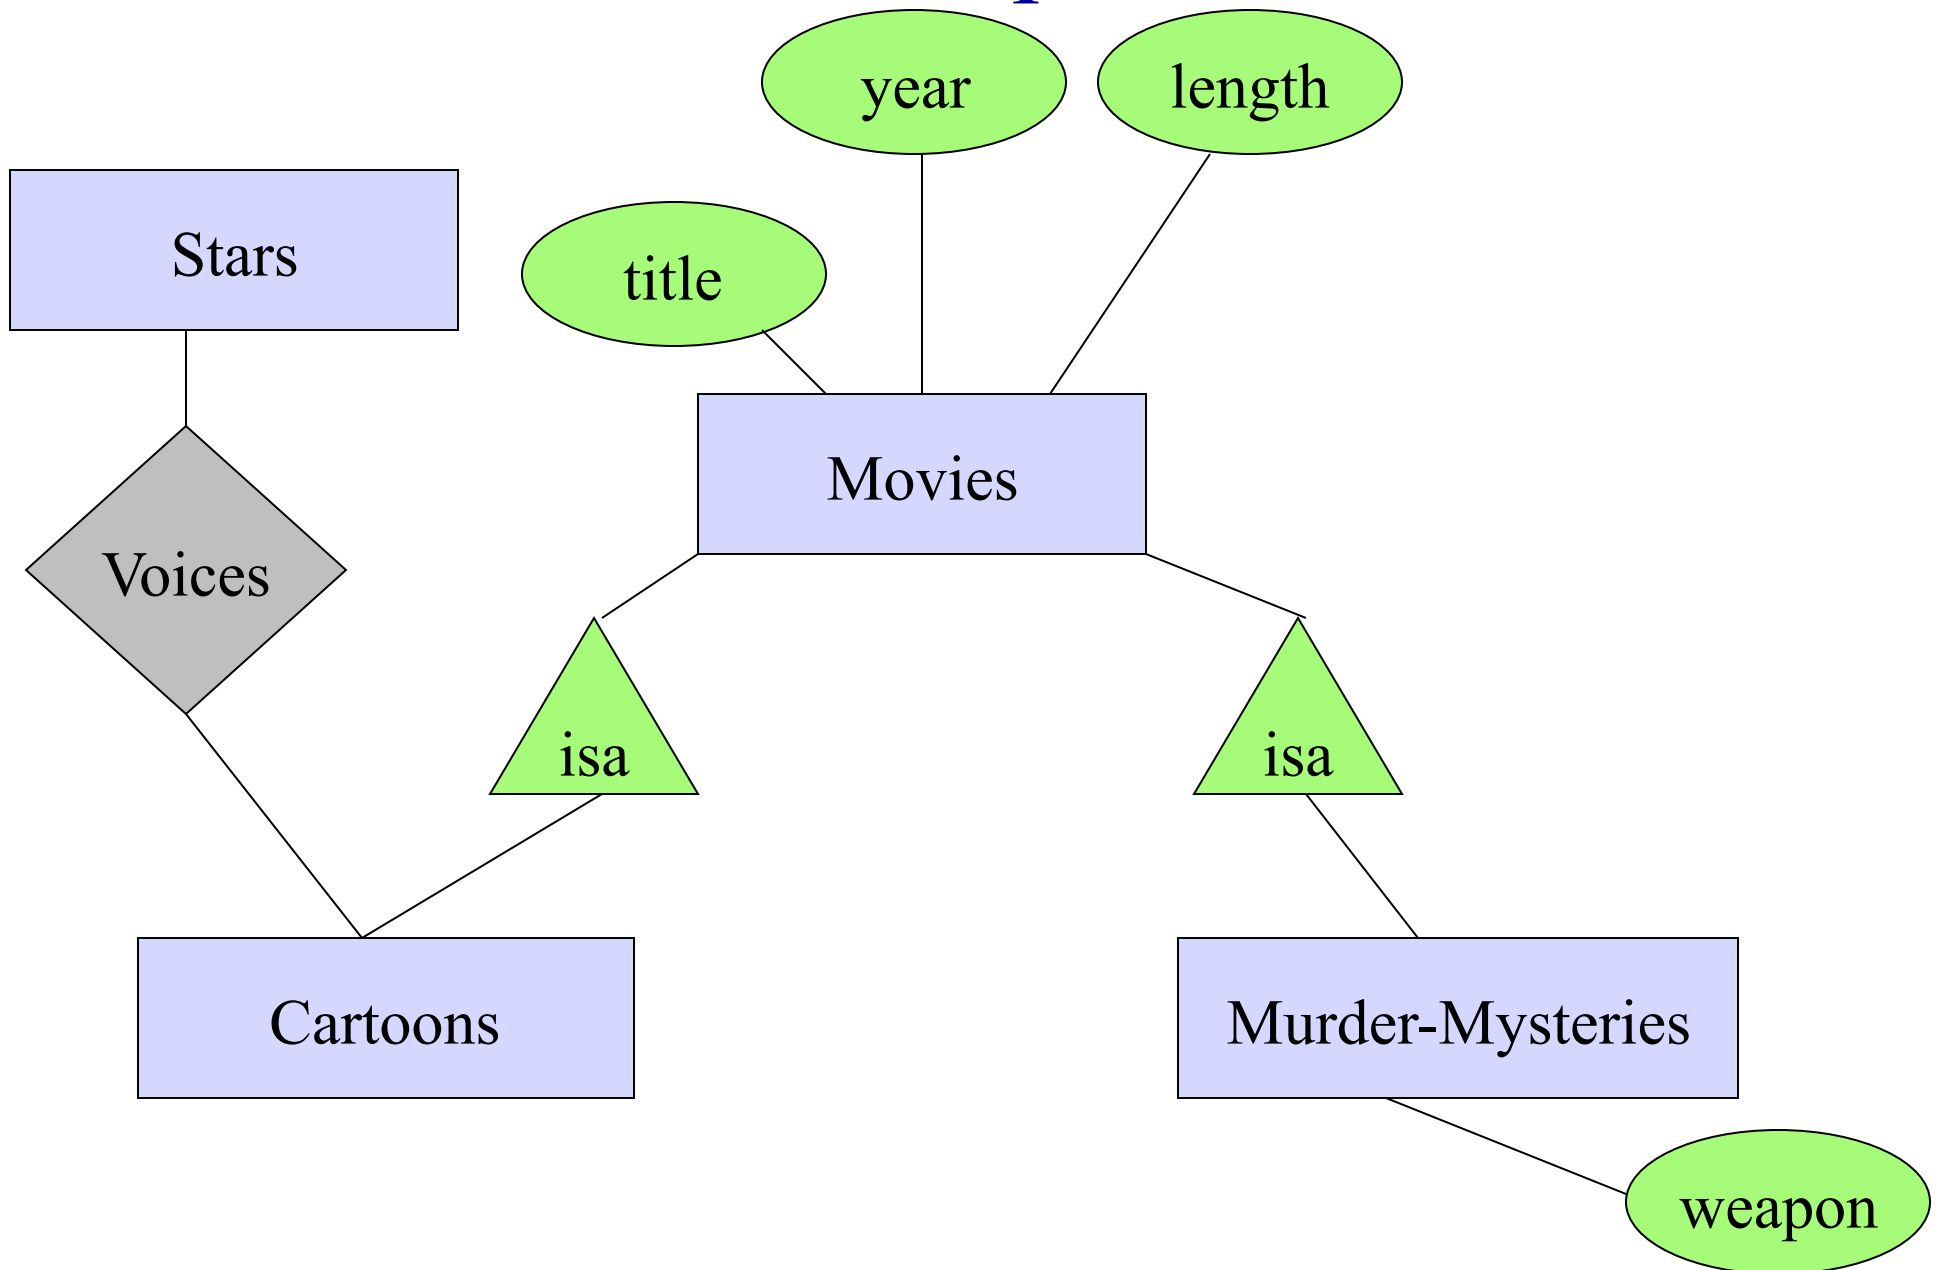 year
length
Stars
title
Movies
Voices
isa
isa
Cartoons
Murder-Mysteries
weapon